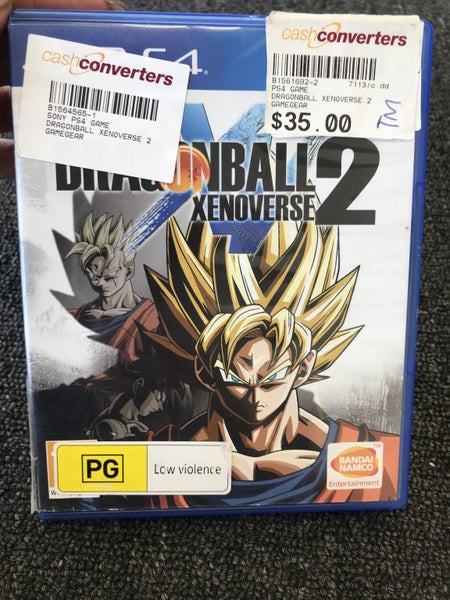 PS4.
cashconverters
B1564565-1
SONY PS4 GAME
DRAGONBALL XENOVERSE 2
GAMEGEAR
cashconverters
B1561692-2 7113/c.dd
PS4 GAME
DRAGONBALL XENOVERSE 2
GAMEGEAR
$35.00
TM
DRAGONBALL
XENOVERSE 2
PG
Low violence
BANDAI
NAMCO
Entertainment